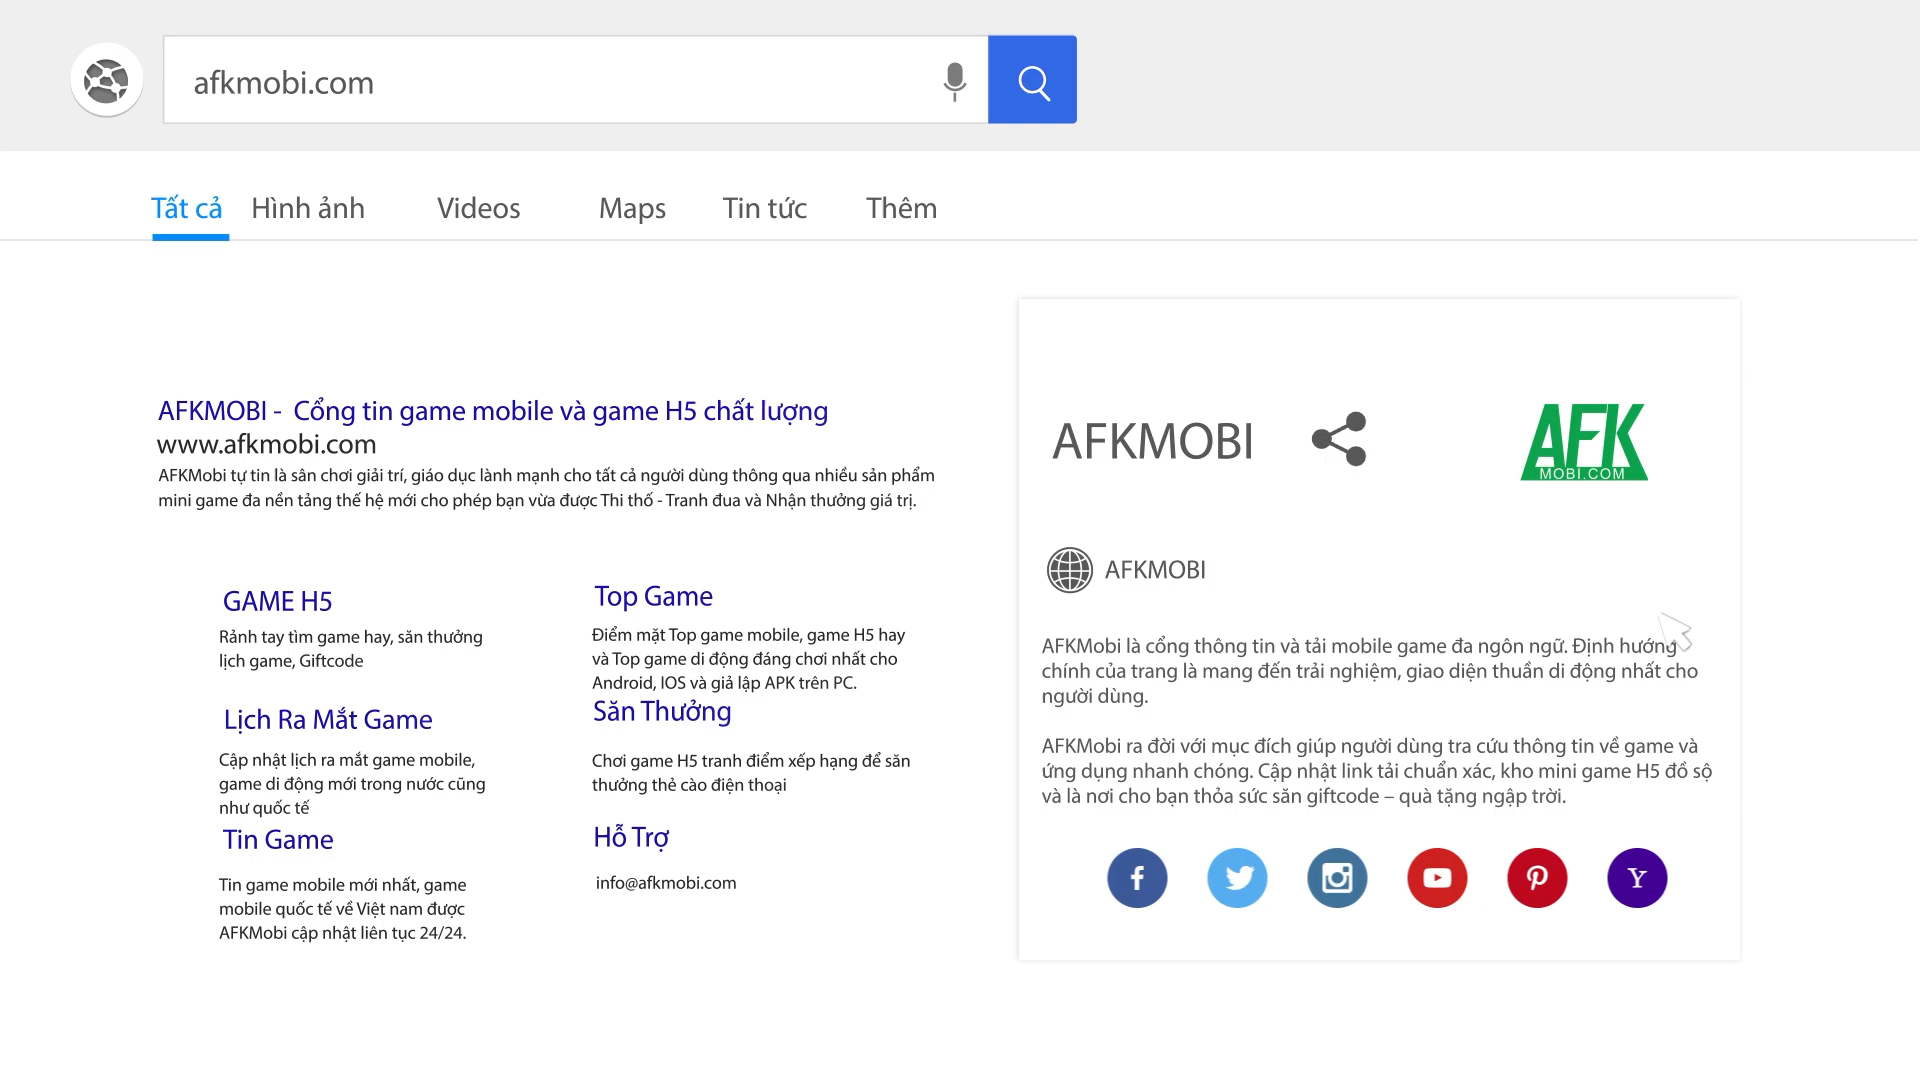 afkmobi.com
Tất cả Hình ảnh Videos Maps Tin tức Thêm
AFKMOBI - Cổng tin game mobile và game H5 chất lượng
www.afkmobi.com
AFKMobi tự tin là sân chơi giải trí, giáo dục lành mạnh cho tất cả người dùng thông qua nhiều sản phẩm
mini game đa nền tảng thế hệ mới cho phép bạn vừa được Thi thố - Tranh đua và Nhận thưởng giá trị.
GAME H5
Rảnh tay tìm game hay, săn thưởng
lịch game, Giftcode
Lịch Ra Mắt Game
Cập nhật lịch ra mắt game mobile,
game di động mới trong nước cũng
như quốc tế
Tin Game
Tin game mobile mới nhất, game
mobile quốc tế về Việt nam được
AFKMobi cập nhật liên tục 24/24.
Top Game
Điểm mặt Top game mobile, game H5 hay
và Top game di động đáng chơi nhất cho
Android, IOS và giả lập APK trên PC.
Săn Thưởng
Chơi game H5 tranh điểm xếp hạng để săn
thưởng thẻ cào điện thoại
Hỗ Trợ
info@afkmobi.com
AFKMOBI
AFK
MOBI.COM
AFKMOBI
AFKMobi là cổng thông tin và tải mobile game đa ngôn ngữ. Định hướng
chính của trang là mang đến trải nghiệm, giao diện thuần di động nhất cho
người dùng.
AFKMobi ra đời với mục đích giúp người dùng tra cứu thông tin về game và
ứng dụng nhanh chóng. Cập nhật link tải chuẩn xác, kho mini game H5 đồ sộ
và là nơi cho bạn thỏa sức săn giftcode – quà tặng ngập trời.